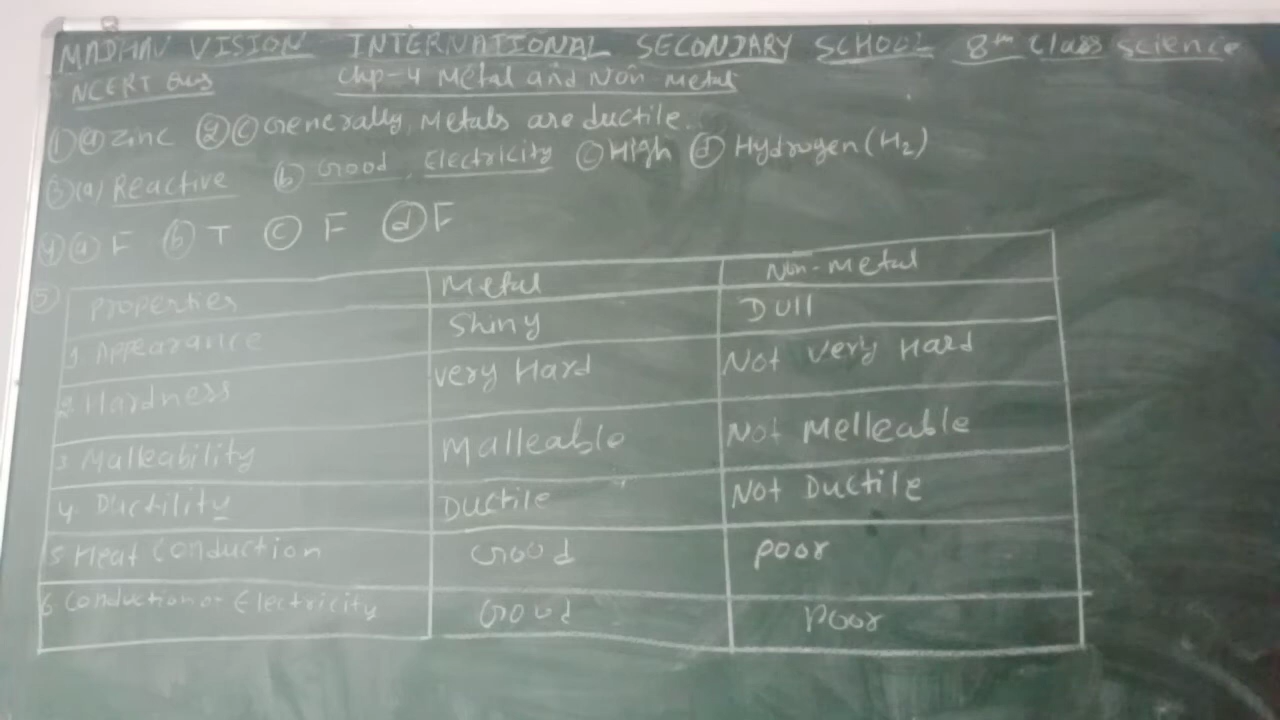 MADHAV VISION INTERNATIONAL SECONDARY SCHOOL 8th Class science
NCERT Qus Chp-4 Metal and Non metal
① ⓐ Zinc ② ⓒ Generally, Metals are ductile.
③ (a) Reactive ⓑ Good, Electricity ⓒ High ⓓ Hydrogen (H₂)
④ ⓐ F ⓑ T ⓒ F ⓓ F
⑤ Properties Metal Non-Metal
1 Appearance Shiny Dull
2 Hardness very Hard Not very Hard
3 Malleability Malleable Not Melleable
4. Ductility Ductile Not Ductile
5 Heat Conduction Good poor
6 Conduction of Electricity Good Poor